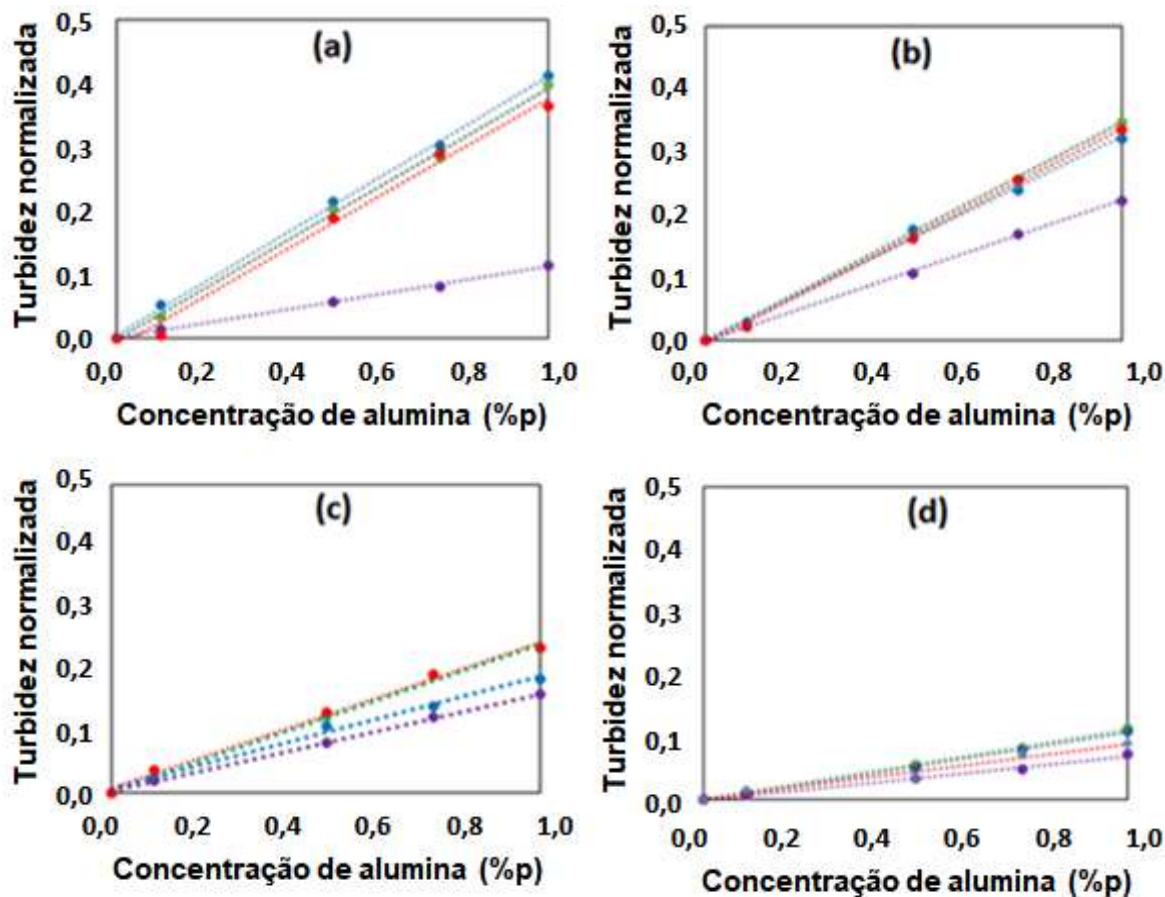 (a)
Turbidez normalizada
0,5
0,4
0,3
0,2
0,1
0,0
0,0 0,2 0,4 0,6 0,8 1,0
Concentração de alumina (%p)
(b)
Turbidez normalizada
0,5
0,4
0,3
0,2
0,1
0,0
0,0 0,2 0,4 0,6 0,8 1,0
Concentração de alumina (%p)
(c)
Turbidez normalizada
0,5
0,4
0,3
0,2
0,1
0,0
0,0 0,2 0,4 0,6 0,8 1,0
Concentração de alumina (%p)
(d)
Turbidez normalizada
0,5
0,4
0,3
0,2
0,1
0,0
0,0 0,2 0,4 0,6 0,8 1,0
Concentração de alumina (%p)